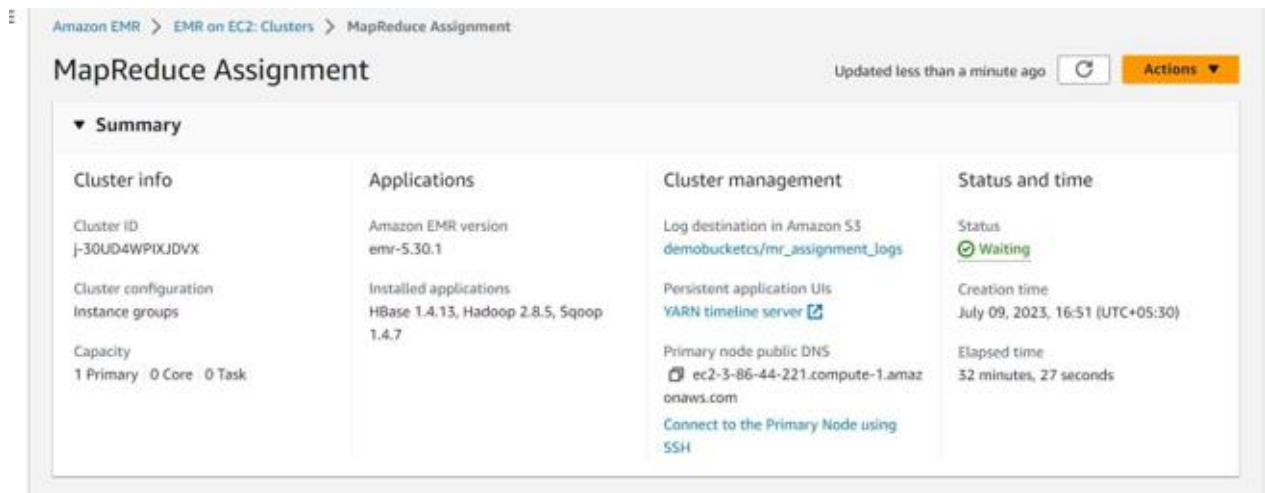 Amazon EMR > EMR on EC2: Clusters > MapReduce Assignment
MapReduce Assignment
Updated less than a minute ago
Actions
Summary
Cluster info
Cluster ID
j-30UD4WPIXJDVX
Cluster configuration
Instance groups
Capacity
1 Primary 0 Core 0 Task
Applications
Amazon EMR version
emr-5.30.1
Installed applications
HBase 1.4.13, Hadoop 2.8.5, Sqoop
1.4.7
Cluster management
Log destination in Amazon S3
demobucketcs/mr_assignment_logs
Persistent application UIs
YARN timeline server
Primary node public DNS
ec2-3-86-44-221.compute-1.amaz
onaws.com
Connect to the Primary Node using
SSH
Status and time
Status
Waiting
Creation time
July 09, 2023, 16:51 (UTC+05:30)
Elapsed time
32 minutes, 27 seconds